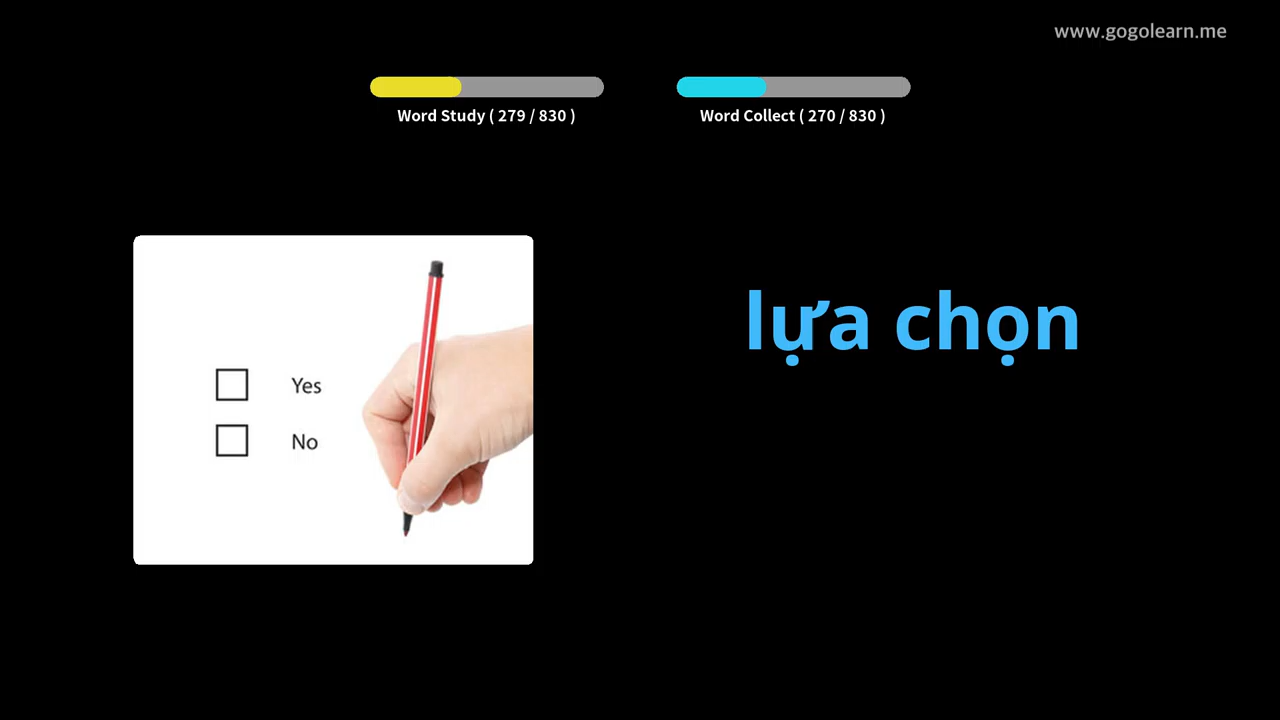 www.gogolearn.me
Word Study ( 279 / 830 )
Word Collect ( 270 / 830 )
Yes
No
lựa chọn